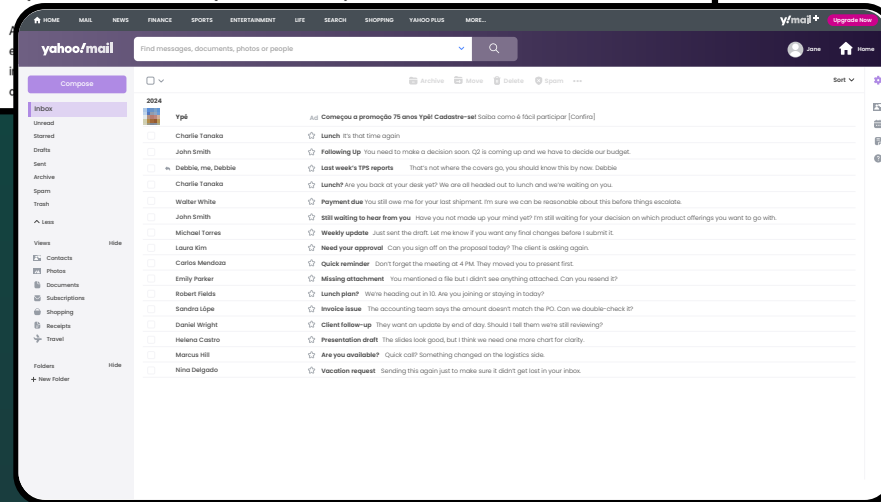 HOME MAIL NEWS FINANCE SPORTS ENTERTAINMENT LIFE SEARCH SHOPPING YAHOO PLUS MORE... y!mail+ Upgrade Now
yahoo!mail Find messages, documents, photos or people Jane Home
Compose Archive Move Delete Spam ••• Sort
Inbox
Unread
Starred
Drafts
Sent
Archive
Spam
Trash
Less
Views Hide
Contacts
Photos
Documents
Subscriptions
Shopping
Receipts
Travel
Folders Hide
+ New Folder
2024
Ypê Ad Começou a promoção 75 anos Ypê! Cadastre-se! Saiba como é fácil participar [Confira]
Charlie Tanaka Lunch It's that time again
John Smith Following Up You need to make a decision soon. Q2 is coming up and we have to decide our budget.
Debbie, me, Debbie Last week's TPS reports That's not where the covers go, you should know this by now. Debbie
Charlie Tanaka Lunch? Are you back at your desk yet? We are all headed out to lunch and we're waiting on you.
Walter White Payment due You still owe me for your last shipment. I'm sure we can be reasonable about this before things escalate.
John Smith Still waiting to hear from you Have you not made up your mind yet? I'm still waiting for your decision on which product offerings you want to go with.
Michael Torres Weekly update Just sent the draft. Let me know if you want any final changes before I submit it.
Laura Kim Need your approval Can you sign off on the proposal today? The client is asking again.
Carlos Mendoza Quick reminder Don't forget the meeting at 4 PM. They moved you to present first.
Emily Parker Missing attachment You mentioned a file but I didn't see anything attached. Can you resend it?
Robert Fields Lunch plan? We're heading out in 10. Are you joining or staying in today?
Sandra Lópe Invoice issue The accounting team says the amount doesn't match the PO. Can we double-check it?
Daniel Wright Client follow-up They want an update by end of day. Should I tell them we're still reviewing?
Helena Castro Presentation draft The slides look good, but I think we need one more chart for clarity.
Marcus Hill Are you available? Quick call? Something changed on the logistics side.
Nina Delgado Vacation request Sending this again just to make sure it didn't get lost in your inbox.